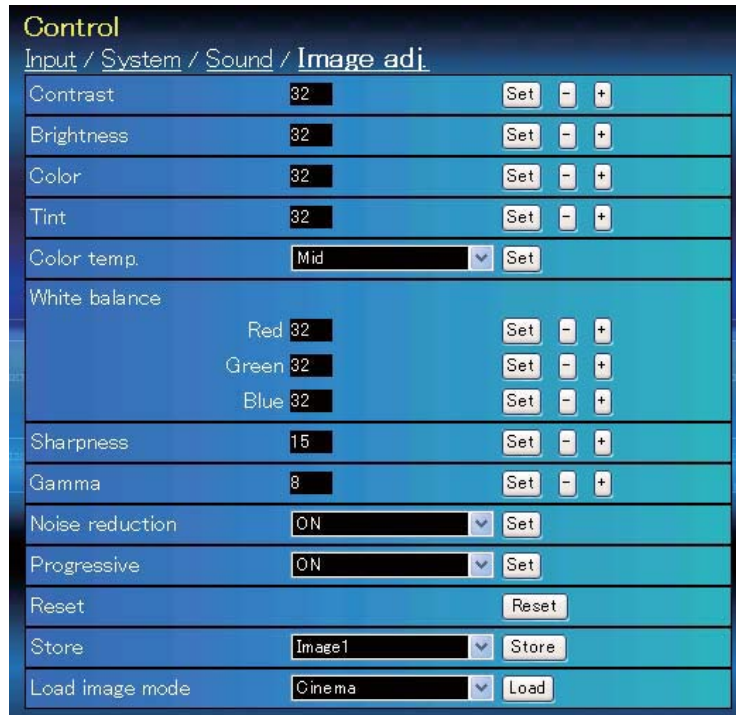 Control
Input / System / Sound / Image adj.
Contrast 32 Set - +
Brightness 32 Set - +
Color 32 Set - +
Tint 32 Set - +
Color temp. Mid Set
White balance
Red 32 Set - +
Green 32 Set - +
Blue 32 Set - +
Sharpness 15 Set - +
Gamma 8 Set - +
Noise reduction ON Set
Progressive ON Set
Reset Reset
Store Image1 Store
Load image mode Cinema Load